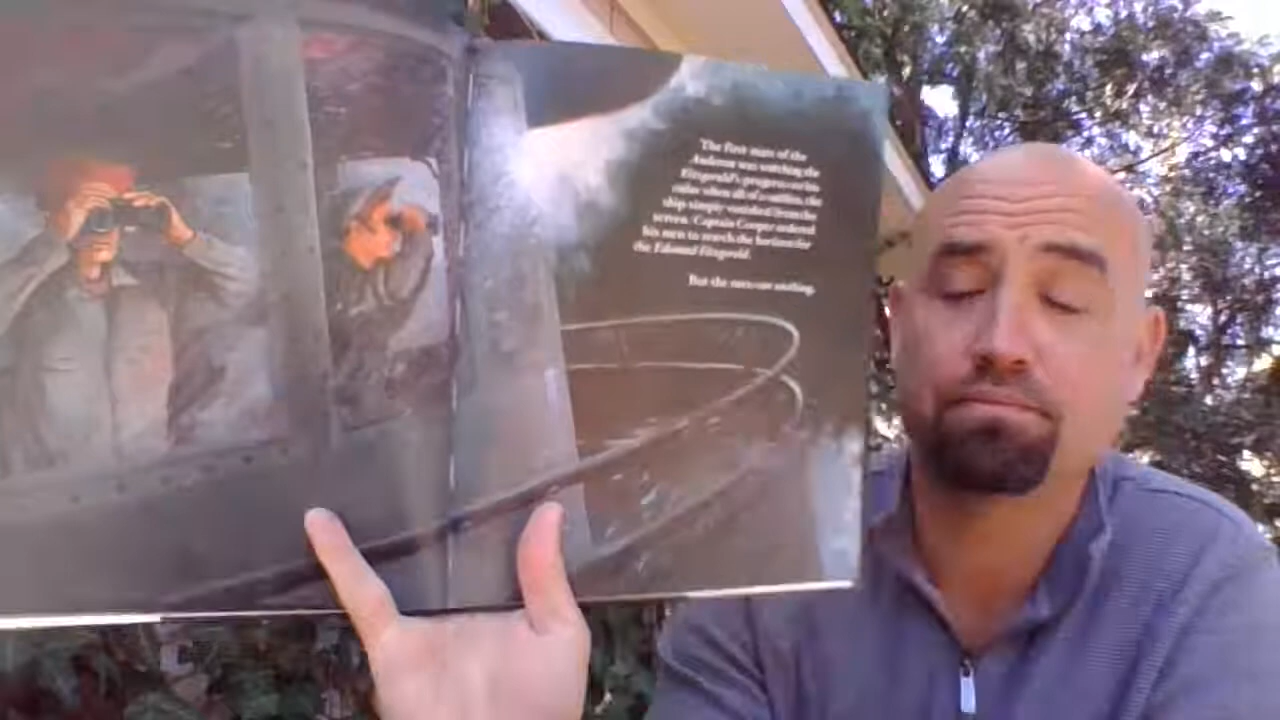 The first mate of the
Anderson was watching the
Fitzgerald's progress on his
radar when all of a sudden, the
ship simply vanished from the
screen. Captain Cooper ordered
his men to search the horizon for
the Edmund Fitzgerald.
But the men saw nothing.